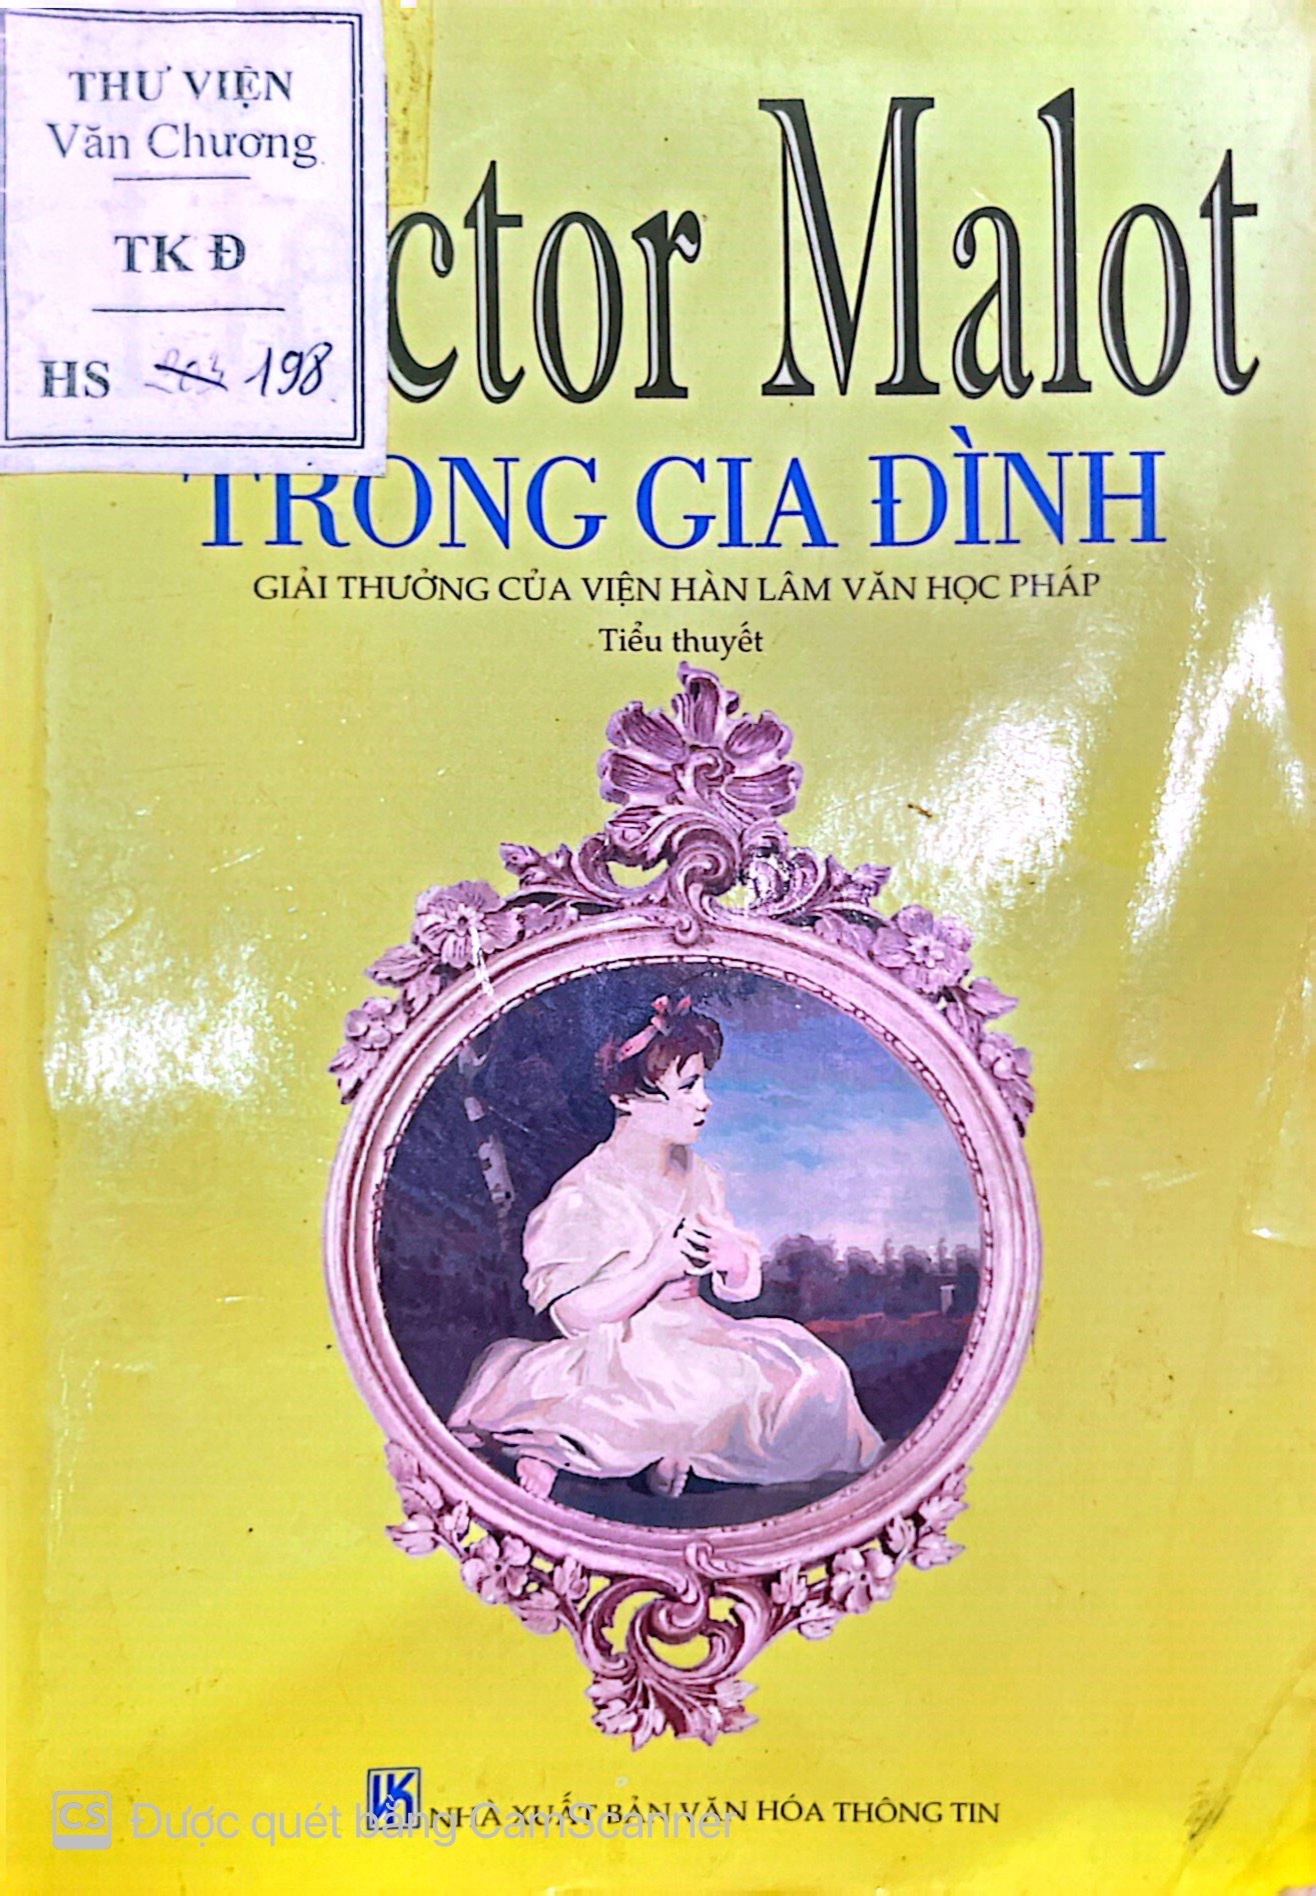 THƯ VIỆN
Văn Chương
TK Đ
HS 198
ctor Malot
TRONG GIA ĐÌNH
GIẢI THƯỞNG CỦA VIỆN HÀN LÂM VĂN HỌC PHÁP
Tiểu thuyết
NHÀ XUẤT BẢN VĂN HÓA THÔNG TIN
CS Được quét bằng CamScanner